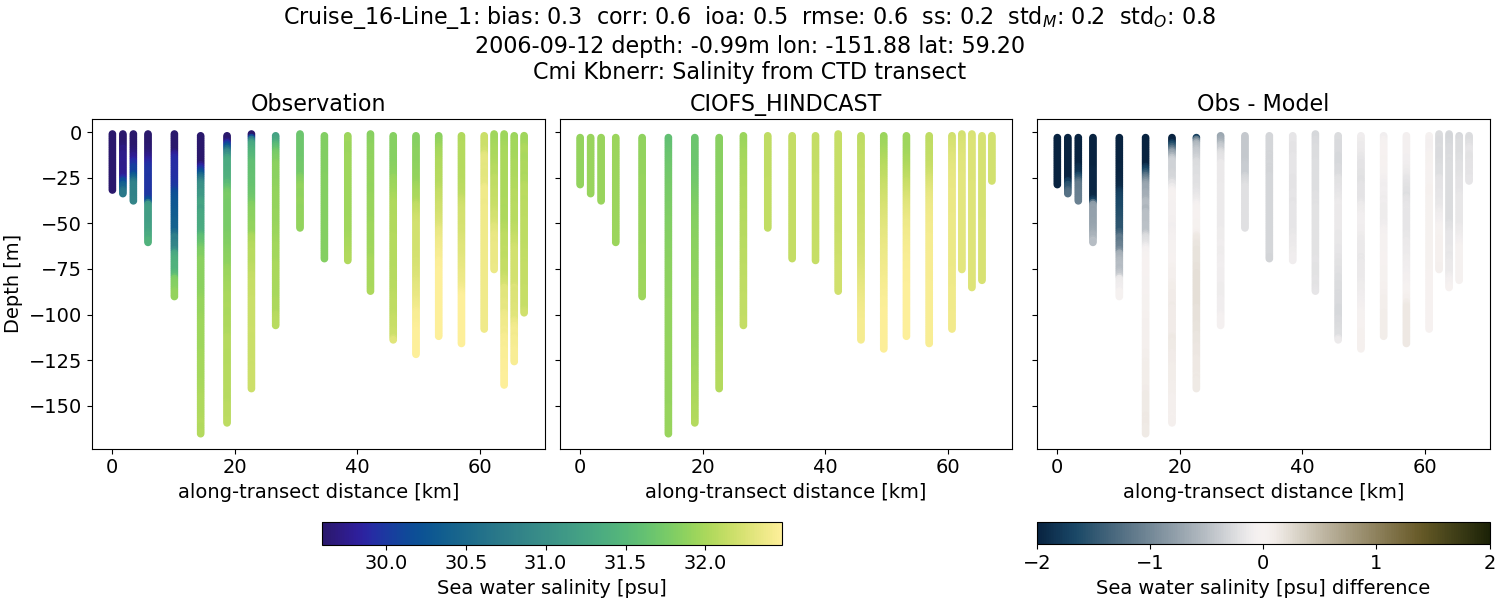 Cruise_16-Line_1: bias: 0.3 corr: 0.6 ioa: 0.5 rmse: 0.6 ss: 0.2 std_M: 0.2 std_O: 0.8
2006-09-12 depth: -0.99m lon: -151.88 lat: 59.20
Cmi Kbnerr: Salinity from CTD transect
Observation
CIOFS_HINDCAST
Obs - Model
Depth [m]
0
−25
−50
−75
−100
−125
−150
0 20 40 60
0 20 40 60
0 20 40 60
along-transect distance [km]
along-transect distance [km]
along-transect distance [km]
30.0 30.5 31.0 31.5 32.0
Sea water salinity [psu]
−2 −1 0 1 2
Sea water salinity [psu] difference